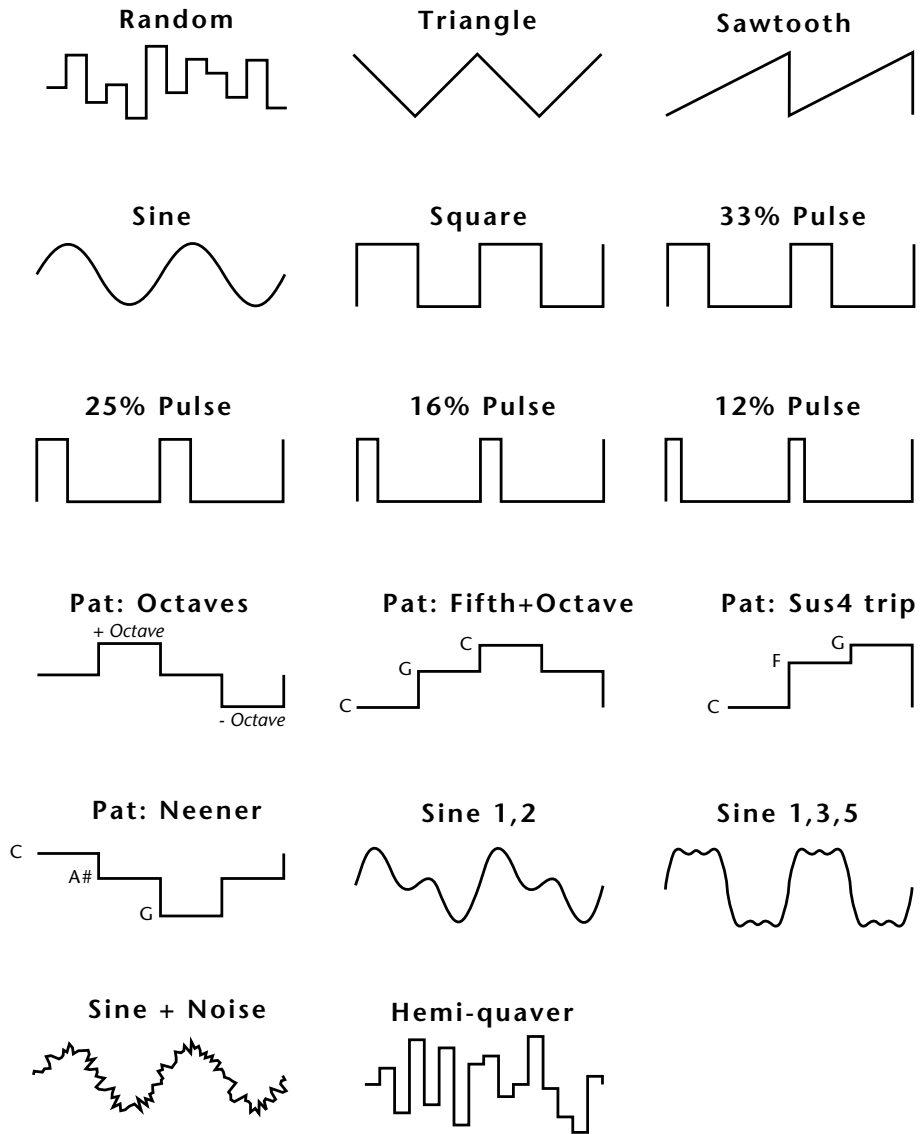 Random
Triangle
Sawtooth
Sine
Square
33% Pulse
25% Pulse
16% Pulse
12% Pulse
Pat: Octaves
+ Octave
- Octave
Pat: Fifth+Octave
C
G
C
Pat: Sus4 trip
G
F
C
Pat: Neener
C
A#
G
Sine 1,2
Sine 1,3,5
Sine + Noise
Hemi-quaver